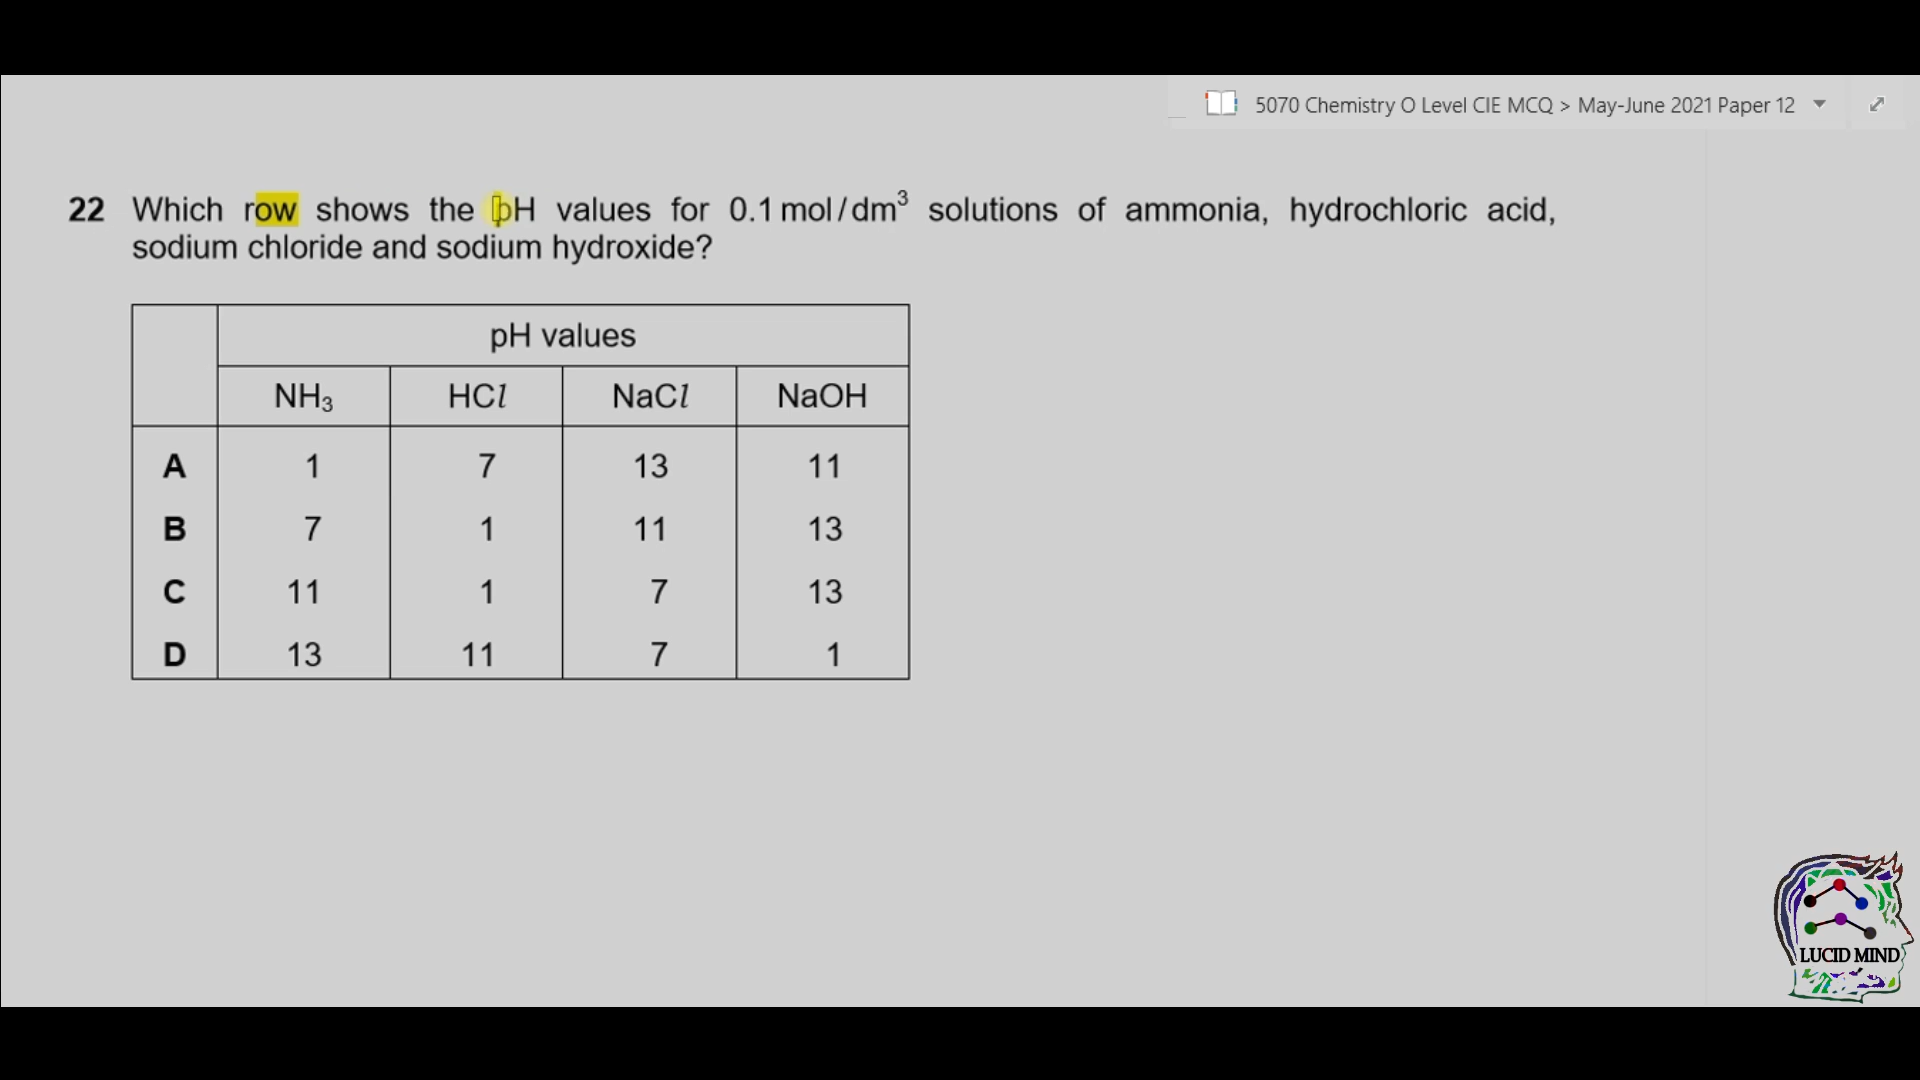 5070 Chemistry O Level CIE MCQ > May-June 2021 Paper 12
22 Which row shows the pH values for 0.1 mol/dm³ solutions of ammonia, hydrochloric acid,
sodium chloride and sodium hydroxide?
pH values
NH₃ HCl NaCl NaOH
A 1 7 13 11
B 7 1 11 13
C 11 1 7 13
D 13 11 7 1
LUCID MIND